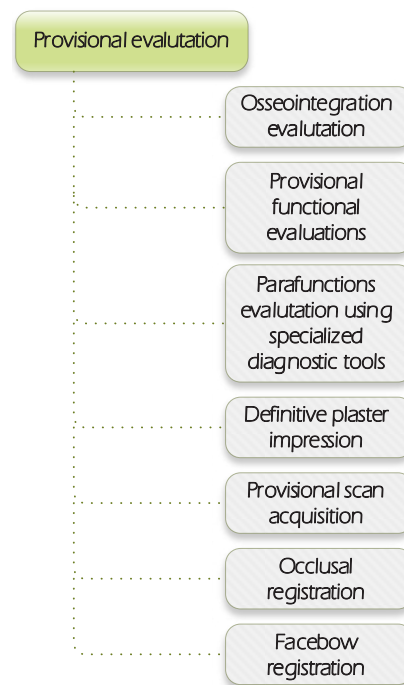 Provisional evalutation
Osseointegration
evalutation
Provisional
functional
evaluations
Parafunctions
evalutation using
specialized
diagnostic tools
Definitive plaster
impression
Provisional scan
acquisition
Occlusal
registration
Facebow
registration